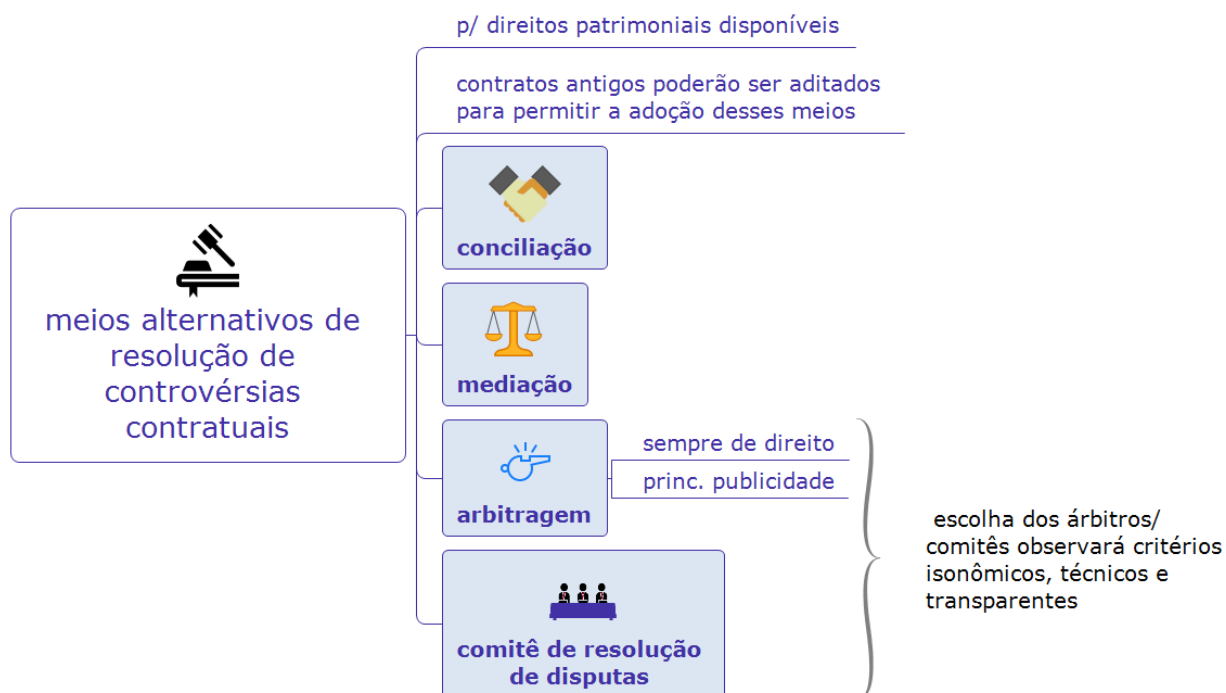 p/ direitos patrimoniais disponíveis
contratos antigos poderão ser aditados
para permitir a adoção desses meios
conciliação
meios alternativos de
resolução de
controvérsias
contratuais
mediação
arbitragem
sempre de direito
princ. publicidade
escolha dos árbitros/
comitês observará critérios
isonômicos, técnicos e
transparentes
comitê de resolução
de disputas